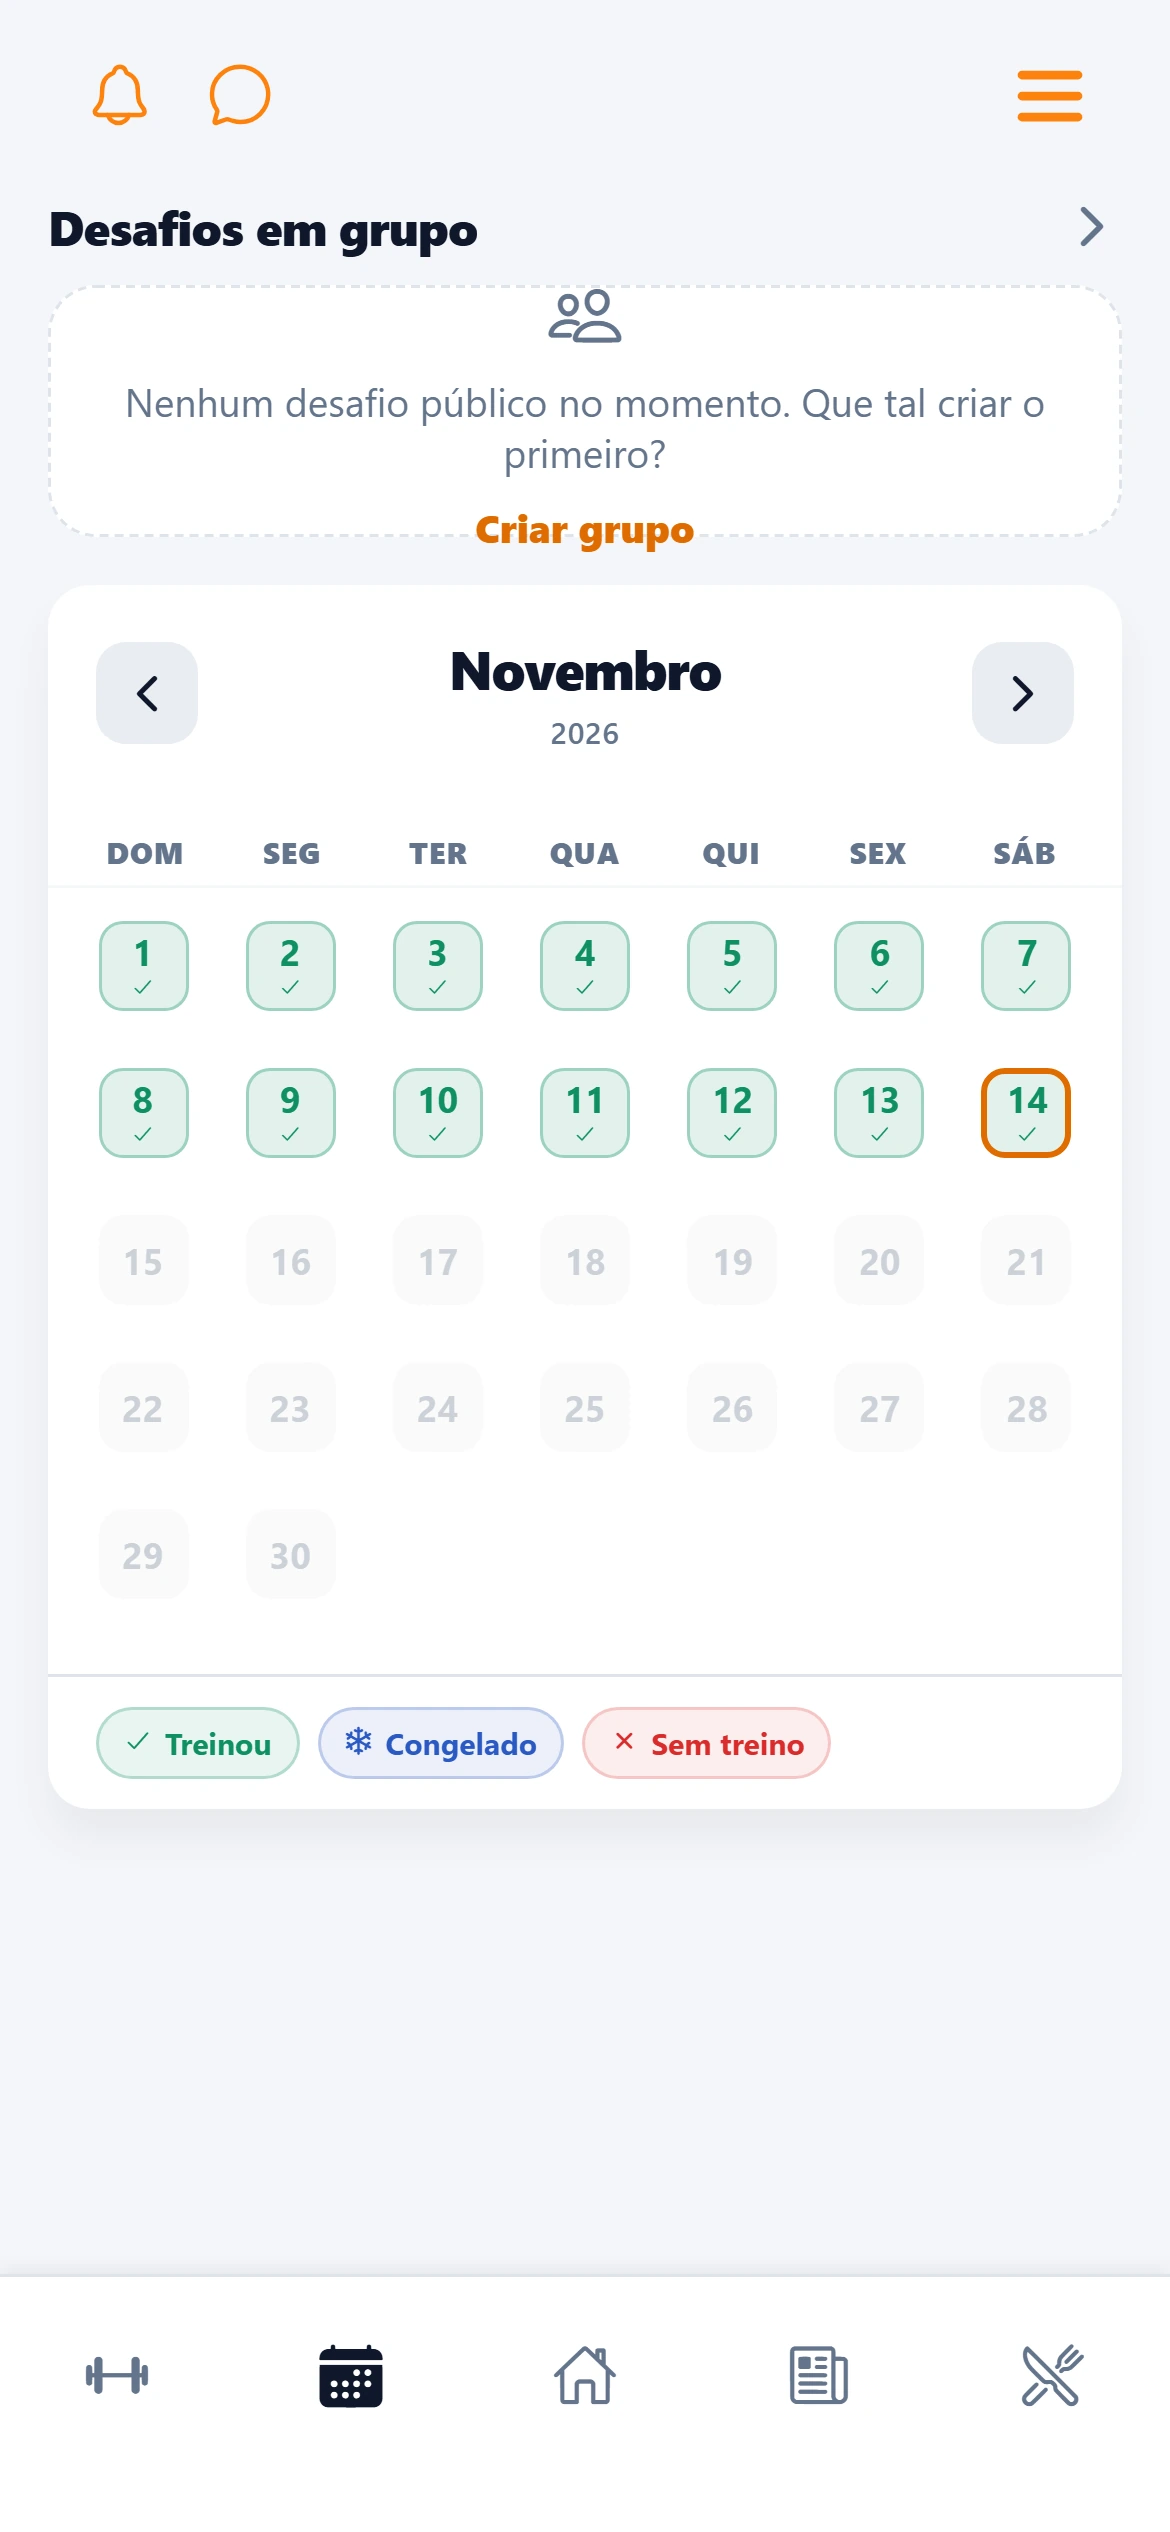 Desafios em grupo
Nenhum desafio público no momento. Que tal criar o
primeiro?
Criar grupo
Novembro
2026
DOM SEG TER QUA QUI SEX SÁB
1 2 3 4 5 6 7
8 9 10 11 12 13 14
15 16 17 18 19 20 21
22 23 24 25 26 27 28
29 30
Treinou Congelado Sem treino